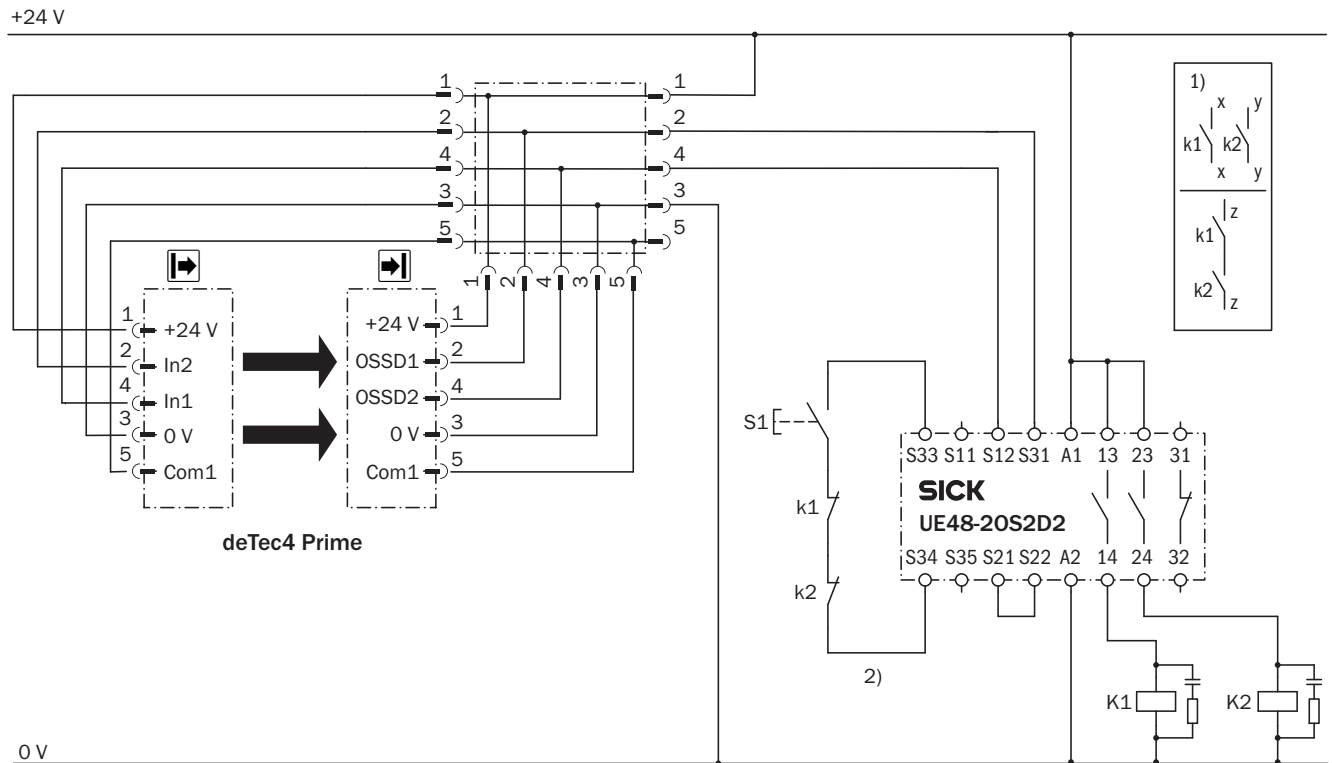 +24 V
1
2
4
3
5
1
2
4
3
5
1
2
4
3
5
1)
x
y
k1
k2
x
y
z
k1
k2
z
1
+24 V
2
In2
4
In1
3
0 V
5
Com1
+24 V
1
OSSD1
2
OSSD2
4
0 V
3
Com1
5
deTec4 Prime
S1
k1
k2
2)
S33 S11 S12 S31 A1 13 23 31
SICK
UE48-20S2D2
S34 S35 S21 S22 A2 14 24 32
K1
K2
0 V